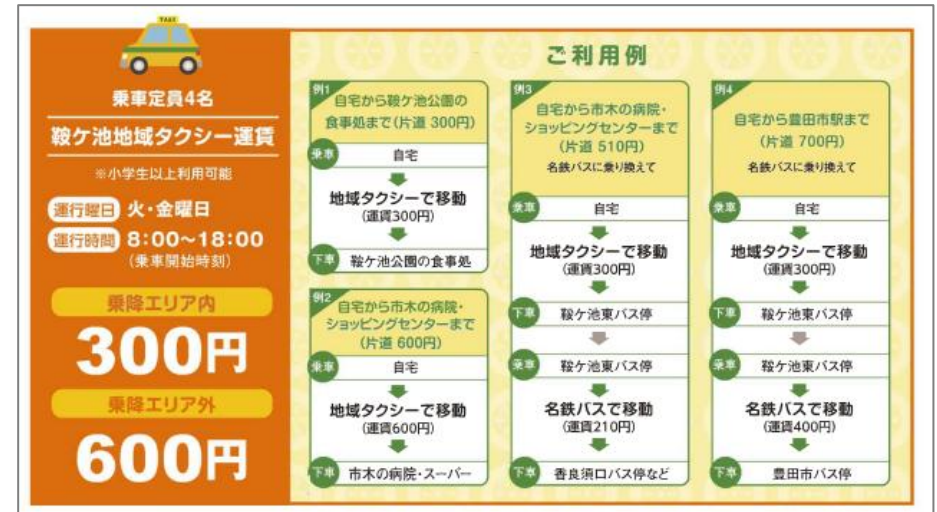 TAXI
乗車定員4名
鞍ケ池地域タクシー運賃
※小学生以上利用可能
運行曜日 火・金曜日
運行時間 8:00～18:00
(乗車開始時刻)
乗降エリア内
300円
乗降エリア外
600円
ご利用例
例1
自宅から鞍ケ池公園の
食事処まで(片道 300円)
乗車 自宅
地域タクシーで移動
(運賃300円)
下車 鞍ケ池公園の食事処
例2
自宅から市木の病院・
ショッピングセンターまで
(片道 600円)
乗車 自宅
地域タクシーで移動
(運賃600円)
下車 市木の病院・スーパー
例3
自宅から市木の病院・
ショッピングセンターまで
(片道 510円)
名鉄バスに乗り換えて
乗車 自宅
地域タクシーで移動
(運賃300円)
下車 鞍ケ池東バス停
乗車 鞍ケ池東バス停
名鉄バスで移動
(運賃210円)
下車 香良須口バス停など
例4
自宅から豊田市駅まで
(片道 700円)
名鉄バスに乗り換えて
乗車 自宅
地域タクシーで移動
(運賃300円)
下車 鞍ケ池東バス停
乗車 鞍ケ池東バス停
名鉄バスで移動
(運賃400円)
下車 豊田市バス停